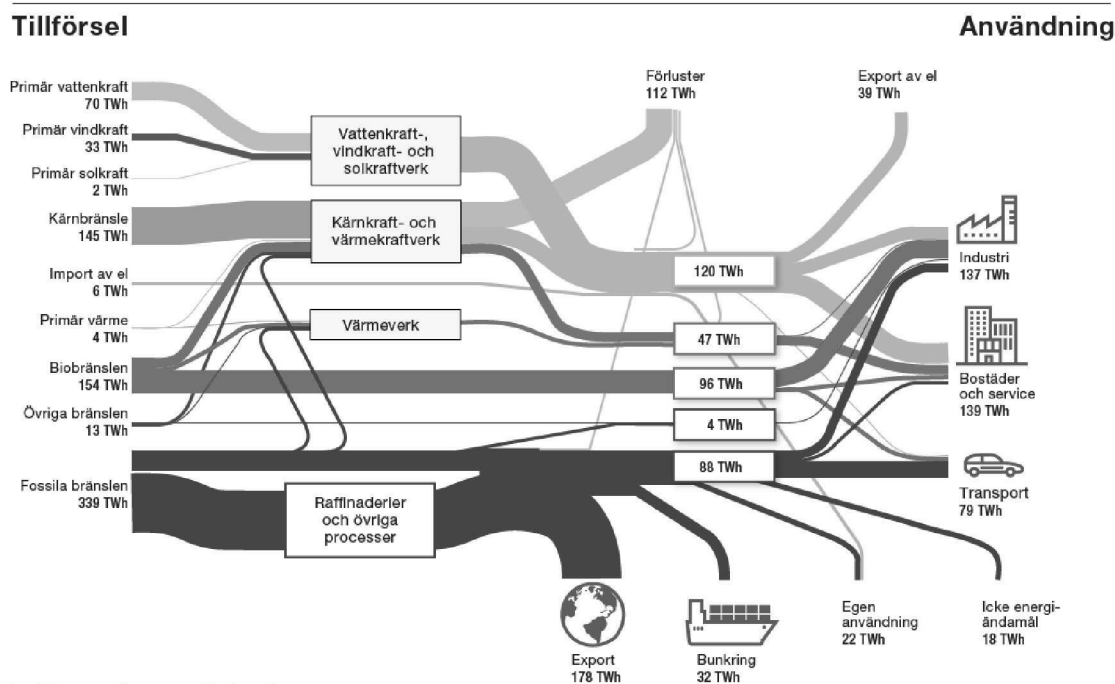 Tillförsel
Användning
Primär vattenkraft
70 TWh
Primär vindkraft
33 TWh
Primär solkraft
2 TWh
Kärnbränsle
145 TWh
Import av el
6 TWh
Primär värme
4 TWh
Biobränslen
154 TWh
Övriga bränslen
13 TWh
Fossila bränslen
339 TWh
Vattenkraft-,
vindkraft- och
solkraftverk
Kärnkraft- och
värmekraftverk
Värmeverk
Raffinaderier
och övriga
processer
Förluster
112 TWh
Export av el
39 TWh
120 TWh
47 TWh
96 TWh
4 TWh
88 TWh
Industri
137 TWh
Bostäder
och service
139 TWh
Transport
79 TWh
Export
178 TWh
Bunkring
32 TWh
Egen
användning
22 TWh
Icke energi-
ändamål
18 TWh